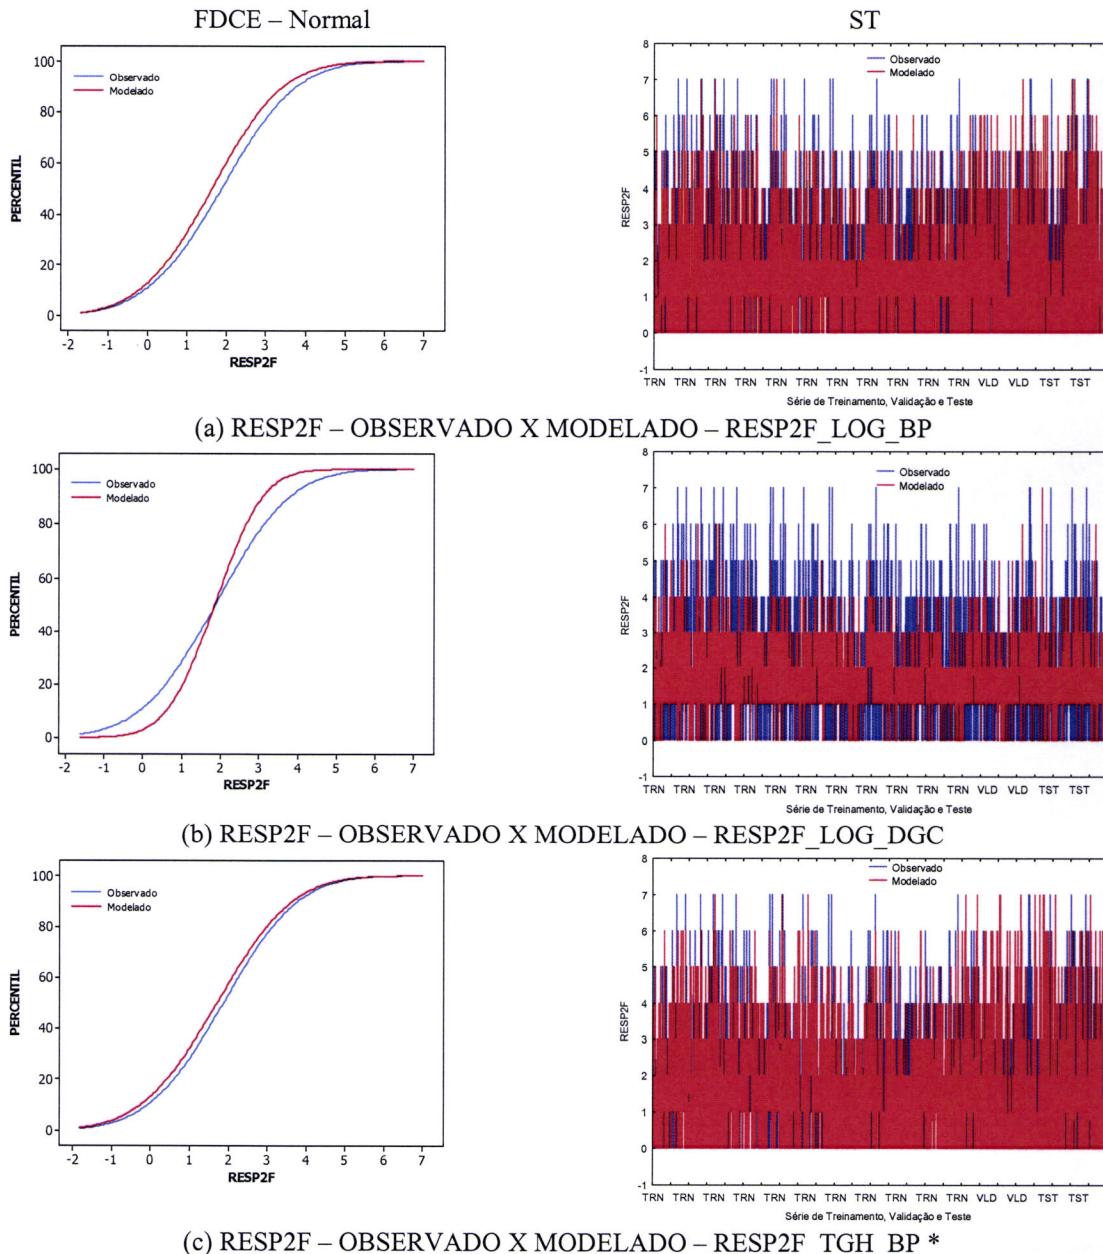 FDCE – Normal
ST
100
80
60
40
20
0
PERCENTIL
Observado
Modelado
-2 -1 0 1 2 3 4 5 6 7
RESP2F
8
7
6
5
4
3
2
1
0
-1
RESP2F
Observado
Modelado
TRN TRN TRN TRN TRN TRN TRN TRN TRN TRN TRN VLD VLD TST TST
Série de Treinamento, Validação e Teste
(a) RESP2F – OBSERVADO X MODELADO – RESP2F_LOG_BP
100
80
60
40
20
0
PERCENTIL
Observado
Modelado
-2 -1 0 1 2 3 4 5 6 7
RESP2F
8
7
6
5
4
3
2
1
0
-1
RESP2F
Observado
Modelado
TRN TRN TRN TRN TRN TRN TRN TRN TRN TRN TRN VLD VLD TST TST
Série de Treinamento, Validação e Teste
(b) RESP2F – OBSERVADO X MODELADO – RESP2F_LOG_DGC
100
80
60
40
20
0
PERCENTIL
Observado
Modelado
-2 -1 0 1 2 3 4 5 6 7
RESP2F
8
7
6
5
4
3
2
1
0
-1
RESP2F
Observado
Modelado
TRN TRN TRN TRN TRN TRN TRN TRN TRN TRN TRN VLD VLD TST TST
Série de Treinamento, Validação e Teste
(c) RESP2F – OBSERVADO X MODELADO – RESP2F_TGH_BP *